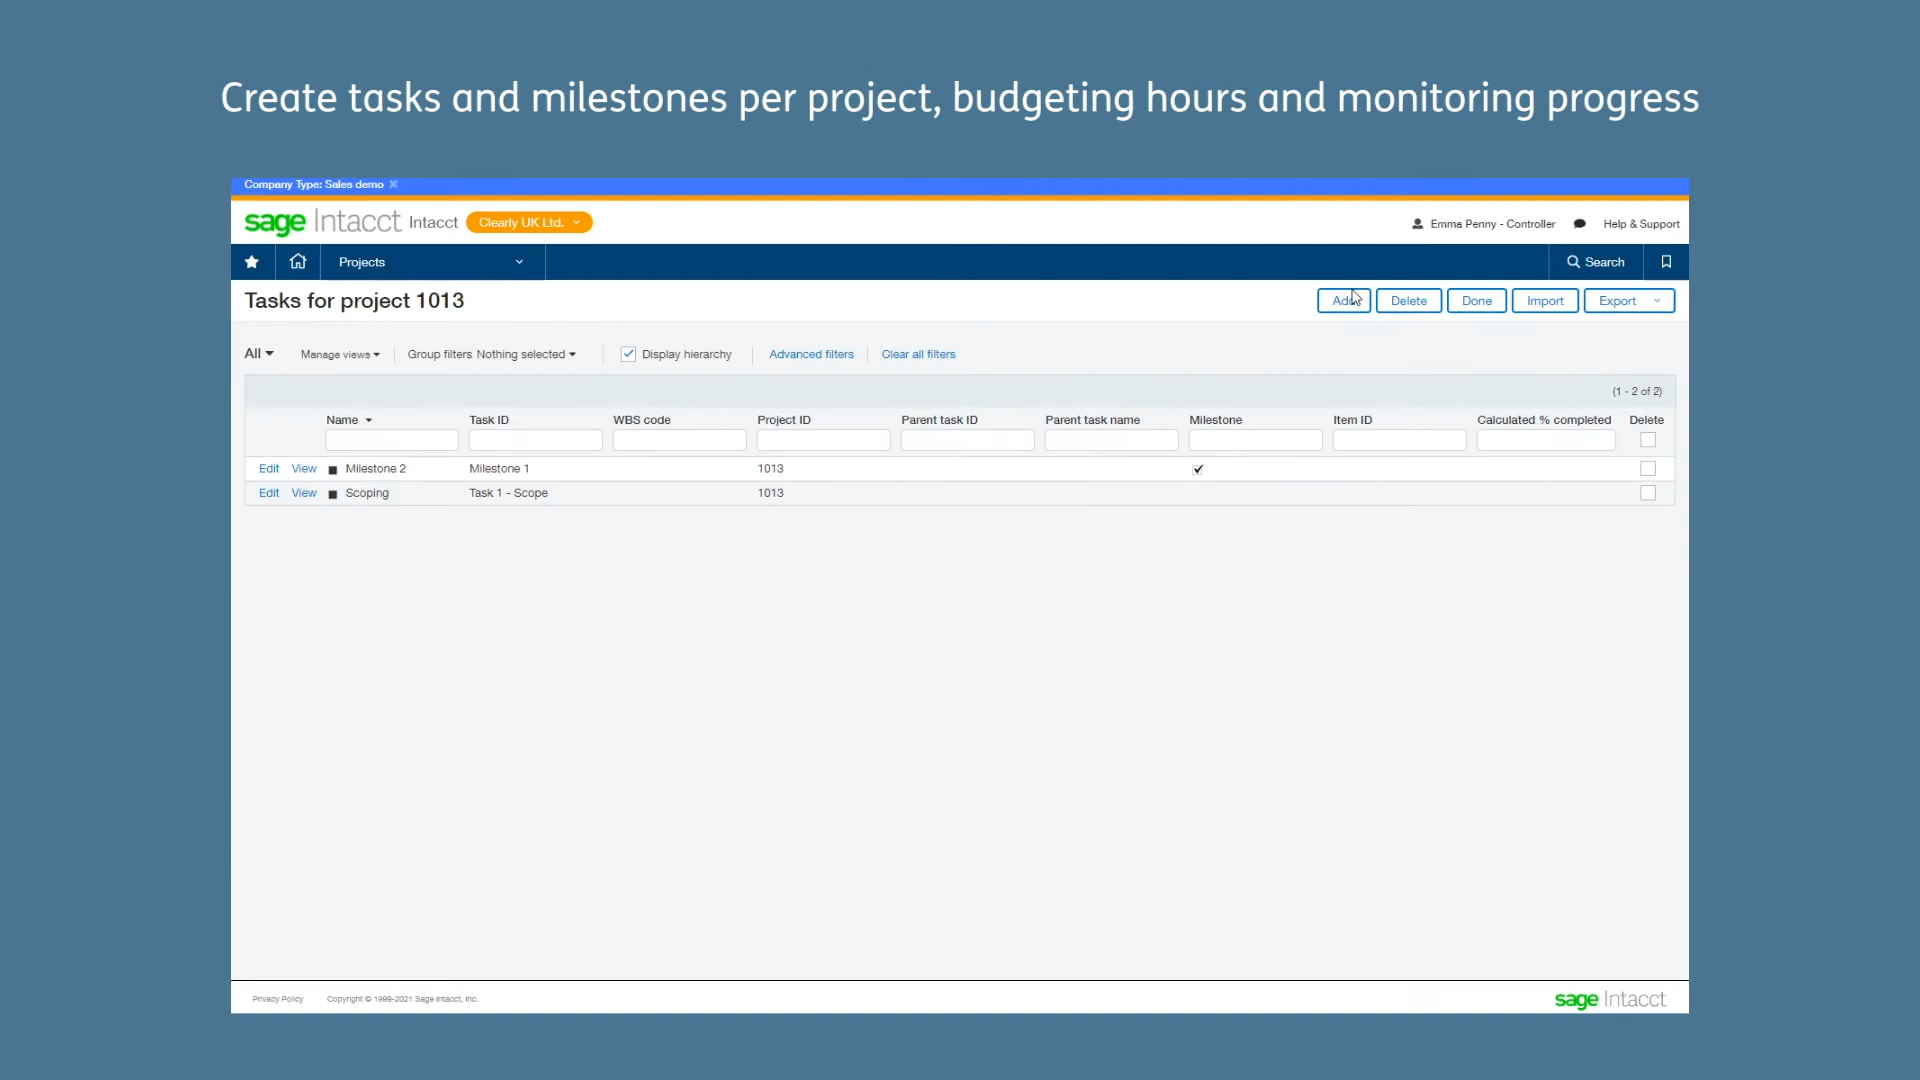 Create tasks and milestones per project, budgeting hours and monitoring progress
Company Type: Sales demo
sage Intacct Intacct Clearly UK Ltd. Emma Penny - Controller Help & Support
Projects Search
Tasks for project 1013 Delete Done Import Export
All Manage views Group filters Nothing selected Display hierarchy Advanced filters Clear all filters
(1 - 2 of 2)
Name Task ID WBS code Project ID Parent task ID Parent task name Milestone Item ID Calculated % completed Delete
Edit View Milestone 2 Milestone 1 1013
Edit View Scoping Task 1 - Scope 1013
Privacy Policy Copyright © 1999-2021 Sage Intacct, Inc. sage Intacct